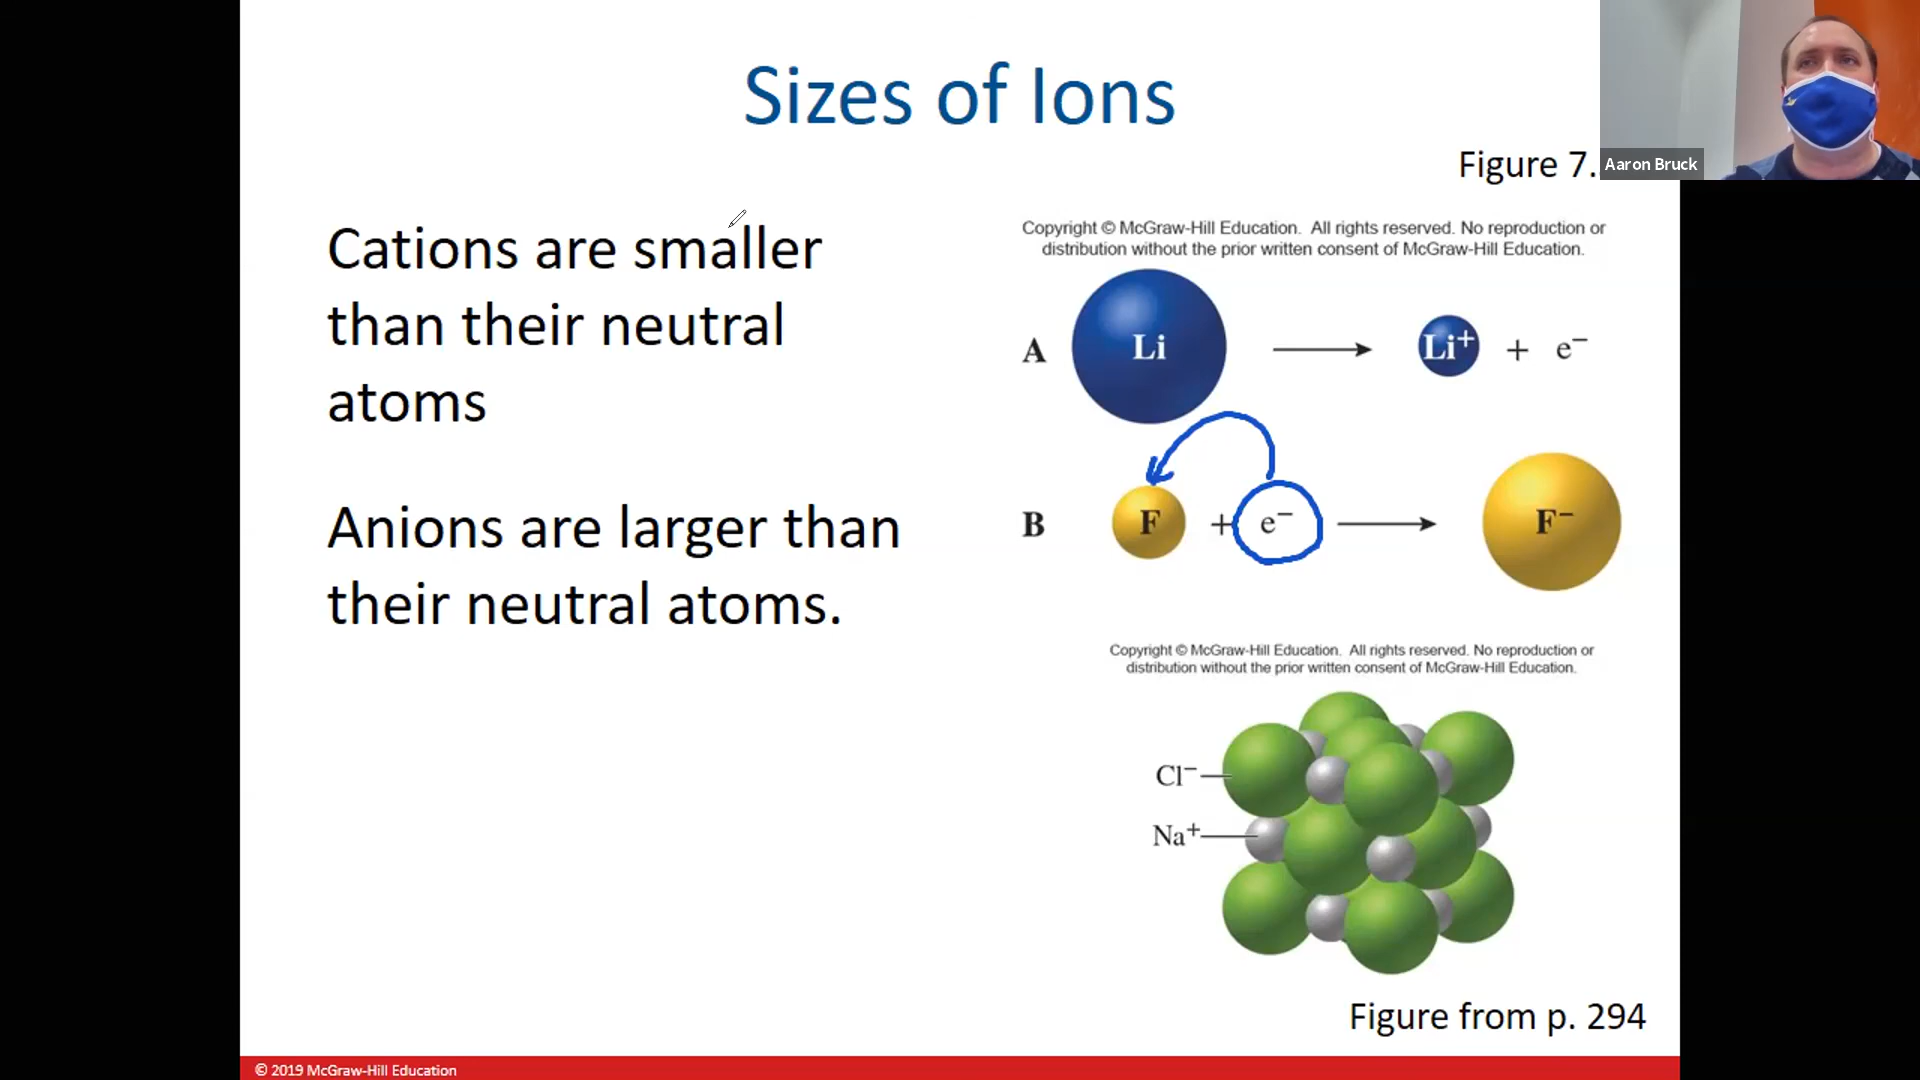 Sizes of Ions
Figure 7.
Aaron Bruck
Cations are smaller
than their neutral
atoms
Anions are larger than
their neutral atoms.
Copyright © McGraw-Hill Education. All rights reserved. No reproduction or
distribution without the prior written consent of McGraw-Hill Education.
A Li Li⁺ + e⁻
B F + e⁻ F⁻
Copyright © McGraw-Hill Education. All rights reserved. No reproduction or
distribution without the prior written consent of McGraw-Hill Education.
Cl⁻
Na⁺
Figure from p. 294
© 2019 McGraw-Hill Education